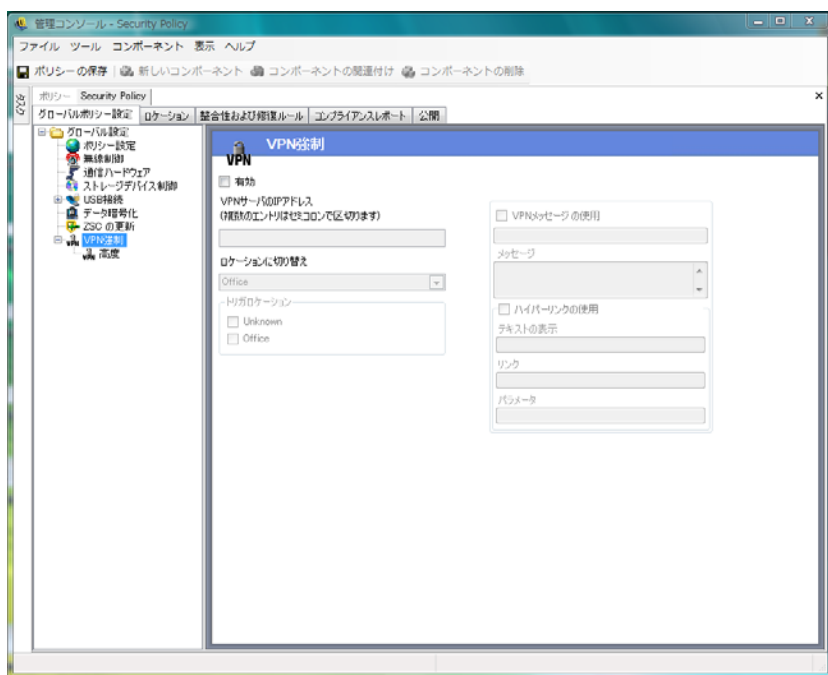 管理コンソール - Security Policy
ファイル ツール コンポーネント 表示 ヘルプ
ポリシーの保存 新しいコンポーネント コンポーネントの関連付け コンポーネントの削除
タスク
ポリシー Security Policy
グローバルポリシー設定 ロケーション 整合性および修復ルール コンプライアンスレポート 公開
グローバル設定
ポリシー設定
無線制御
通信ハードウェア
ストレージデバイス制御
USB接続
データ暗号化
ZSC の更新
VPN強制
高度
VPN
VPN強制
有効
VPNサーバのIPアドレス
(複数のエントリはセミコロンで区切ります)
ロケーションに切り替え
Office
トリガロケーション
Unknown
Office
VPNメッセージの使用
メッセージ
ハイパーリンクの使用
テキストの表示
リンク
パラメータ